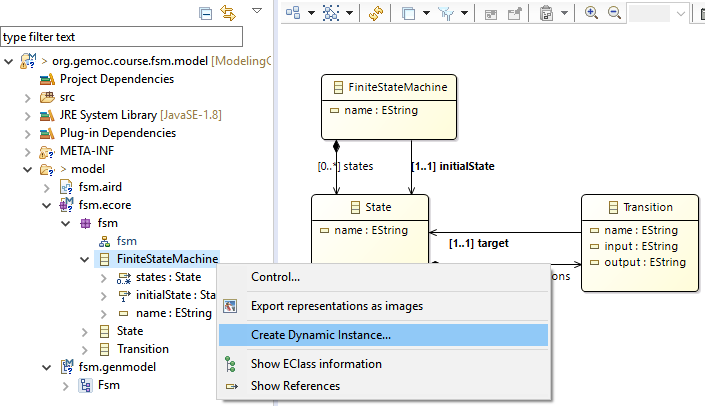 type filter text
> org.gemoc.course.fsm.model [Modeling
Project Dependencies
> src
JRE System Library [JavaSE-1.8]
Plug-in Dependencies
META-INF
> model
fsm.aird
fsm.ecore
fsm
fsm
FiniteStateMachine
states : State
initialState : Sta
name : EString
State
Transition
fsm.genmodel
Fsm
Control...
Export representations as images
Create Dynamic Instance...
Show EClass information
Show References
FiniteStateMachine
name : EString
[0..*] states
[1..1] initialState
State
name : EString
[1..1] target
ons
Transition
name : EString
input : EString
output : EString